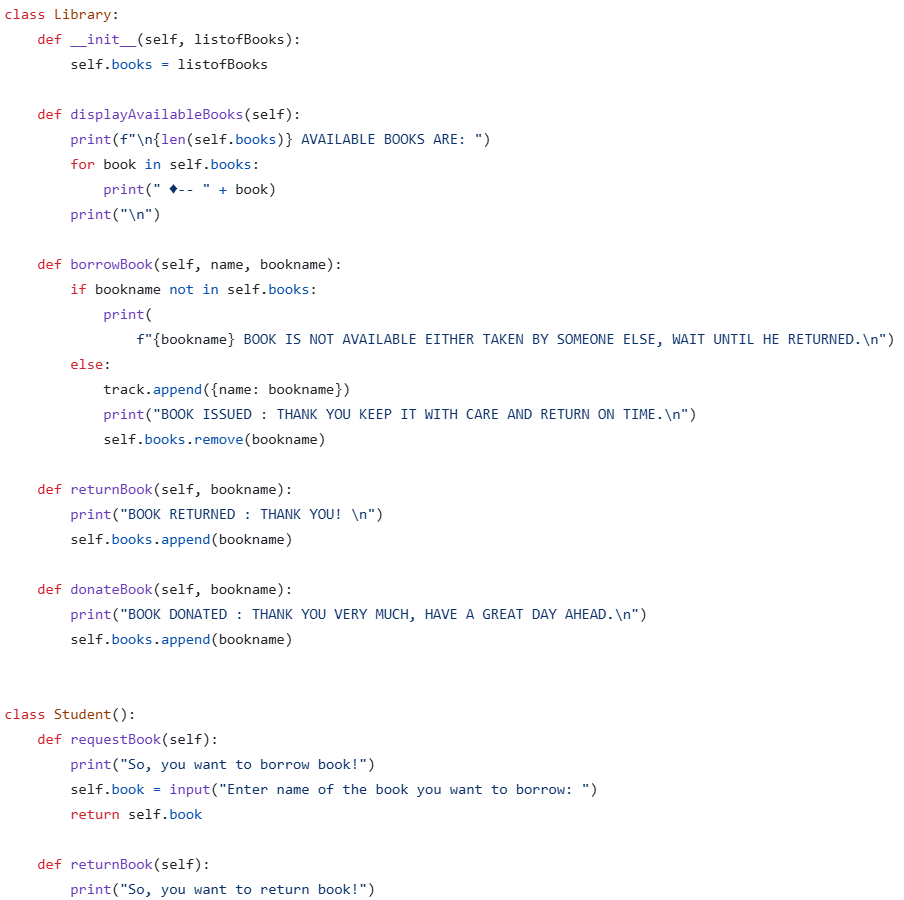 class Library:
    def __init__(self, listofBooks):
        self.books = listofBooks

    def displayAvailableBooks(self):
        print(f"\n{len(self.books)} AVAILABLE BOOKS ARE: ")
        for book in self.books:
            print(" ♦-- " + book)
        print("\n")

    def borrowBook(self, name, bookname):
        if bookname not in self.books:
            print(
                f"{bookname} BOOK IS NOT AVAILABLE EITHER TAKEN BY SOMEONE ELSE, WAIT UNTIL HE RETURNED.\n")
        else:
            track.append({name: bookname})
            print("BOOK ISSUED : THANK YOU KEEP IT WITH CARE AND RETURN ON TIME.\n")
            self.books.remove(bookname)

    def returnBook(self, bookname):
        print("BOOK RETURNED : THANK YOU! \n")
        self.books.append(bookname)

    def donateBook(self, bookname):
        print("BOOK DONATED : THANK YOU VERY MUCH, HAVE A GREAT DAY AHEAD.\n")
        self.books.append(bookname)


class Student():
    def requestBook(self):
        print("So, you want to borrow book!")
        self.book = input("Enter name of the book you want to borrow: ")
        return self.book

    def returnBook(self):
        print("So, you want to return book!")